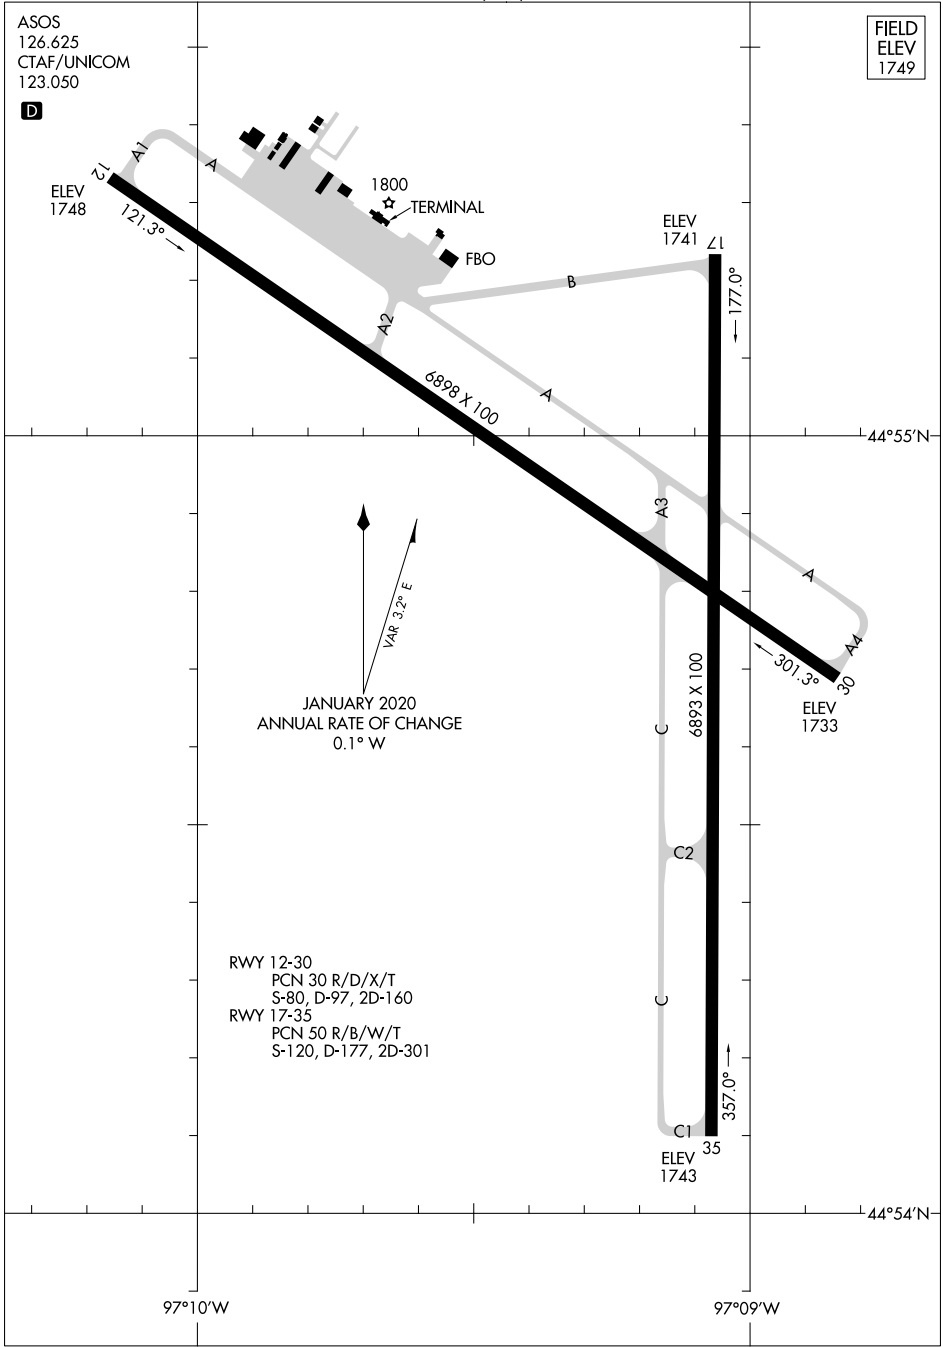 ASOS
126.625
CTAF/UNICOM
123.050
D
FIELD
ELEV
1749
A1
A
12
ELEV
1748
121.3°
1800
TERMINAL
FBO
ELEV
1741
17
177.0°
B
A2
6898 X 100
A
44°55'N
A3
A
VAR 3.2° E
A4
301.3°
30
ELEV
1733
JANUARY 2020
ANNUAL RATE OF CHANGE
0.1° W
6893 X 100
C
C2
RWY 12-30
PCN 30 R/D/X/T
S-80, D-97, 2D-160
RWY 17-35
PCN 50 R/B/W/T
S-120, D-177, 2D-301
C
357.0°
C1
35
ELEV
1743
44°54'N
97°10'W
97°09'W